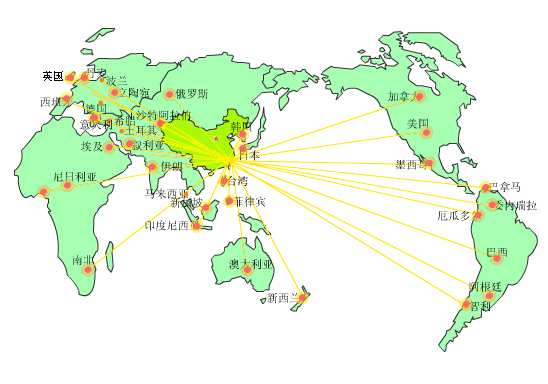 英国
丹麦
波兰
立陶宛
俄罗斯
西班
德国
沙特阿拉伯
意大利
希腊
土耳其
韩国
日本
埃及
叙利亚
伊朗
尼日利亚
马来西亚
台湾
新加坡
菲律宾
印度尼西亚
南非
澳大利亚
新西兰
加拿大
美国
墨西哥
巴拿马
委内瑞拉
厄瓜多
巴西
阿根廷
智利